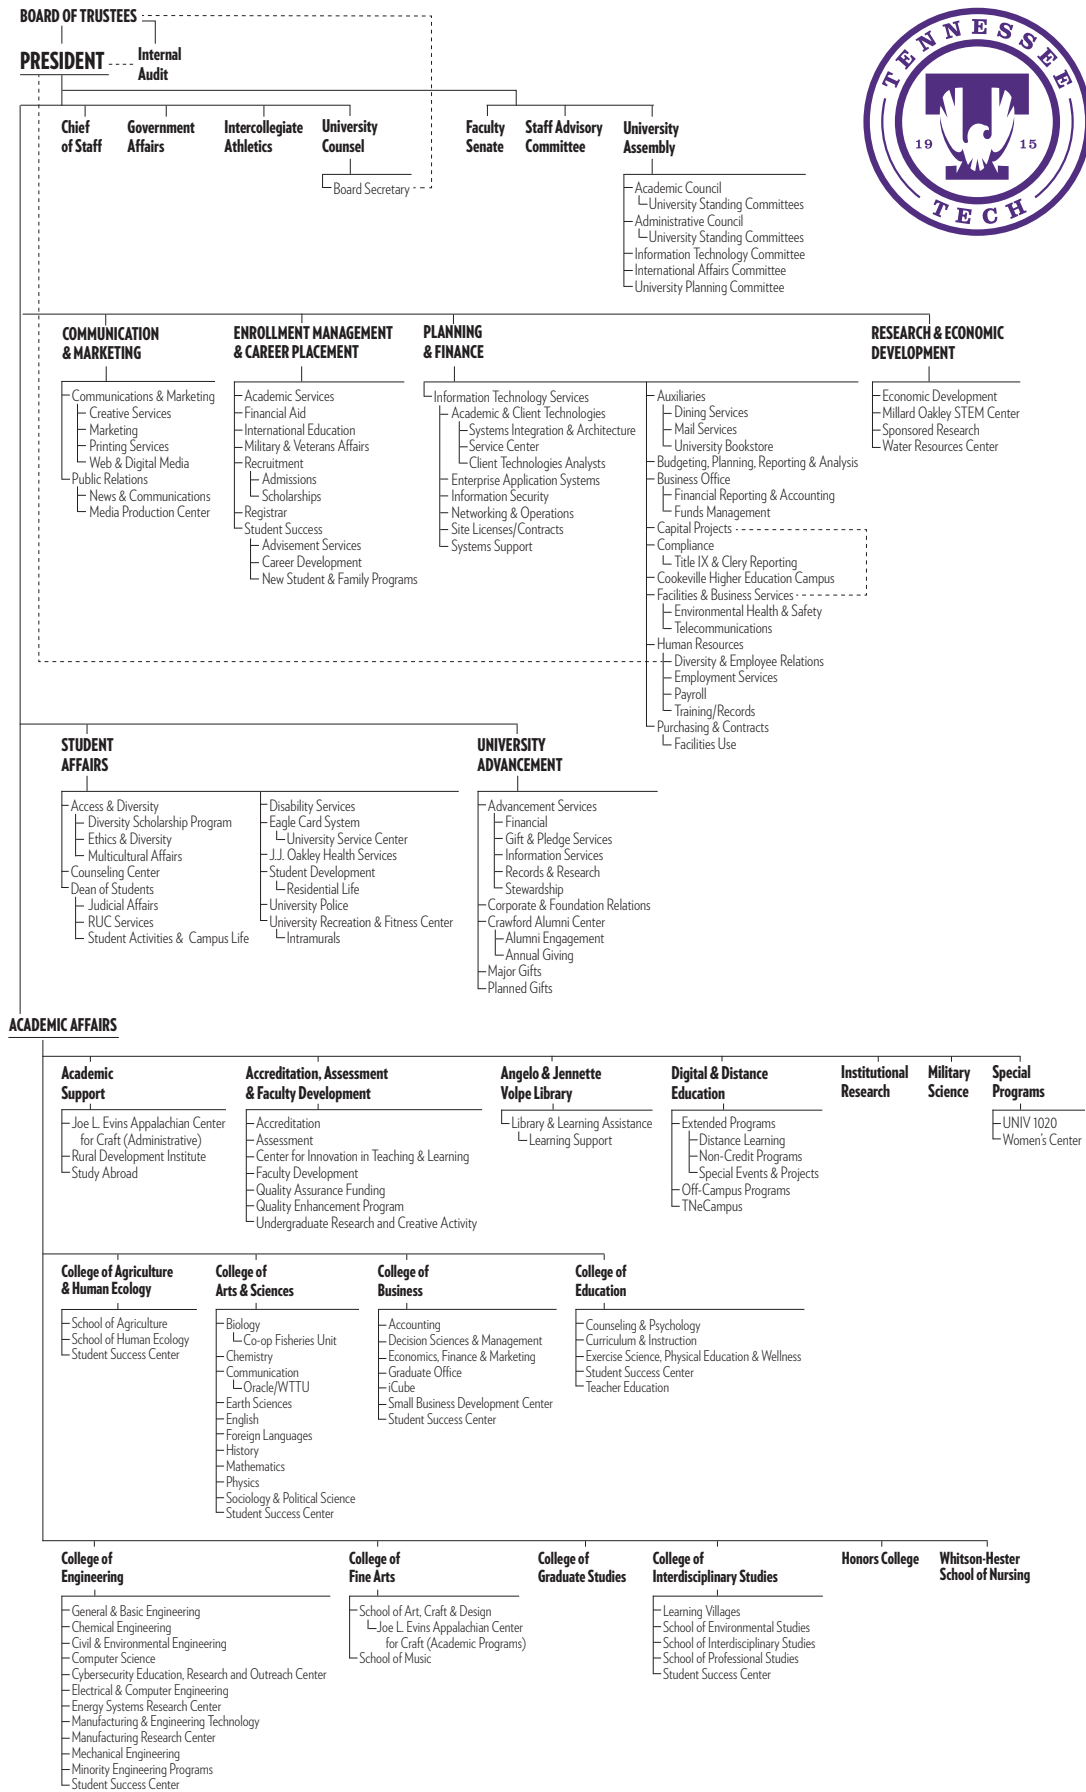 BOARD OF TRUSTEES
PRESIDENT
Internal
Audit
TENNESSEE
19 T 15
TECH
Chief
of Staff
Government
Affairs
Intercollegiate
Athletics
University
Counsel
Board Secretary
Faculty
Senate
Staff Advisory
Committee
University
Assembly
Academic Council
University Standing Committees
Administrative Council
University Standing Committees
Information Technology Committee
International Affairs Committee
University Planning Committee
COMMUNICATION
& MARKETING
Communications & Marketing
Creative Services
Marketing
Printing Services
Web & Digital Media
Public Relations
News & Communications
Media Production Center
ENROLLMENT MANAGEMENT
& CAREER PLACEMENT
Academic Services
Financial Aid
International Education
Military & Veterans Affairs
Recruitment
Admissions
Scholarships
Registrar
Student Success
Advisement Services
Career Development
New Student & Family Programs
PLANNING
& FINANCE
Information Technology Services
Academic & Client Technologies
Systems Integration & Architecture
Service Center
Client Technologies Analysts
Enterprise Application Systems
Information Security
Networking & Operations
Site Licenses/Contracts
Systems Support
Auxiliaries
Dining Services
Mail Services
University Bookstore
Budgeting, Planning, Reporting & Analysis
Business Office
Financial Reporting & Accounting
Funds Management
Capital Projects
Compliance
Title IX & Clery Reporting
Cookeville Higher Education Campus
Facilities & Business Services
Environmental Health & Safety
Telecommunications
Human Resources
Diversity & Employee Relations
Employment Services
Payroll
Training/Records
Purchasing & Contracts
Facilities Use
RESEARCH & ECONOMIC
DEVELOPMENT
Economic Development
Millard Oakley STEM Center
Sponsored Research
Water Resources Center
STUDENT
AFFAIRS
Access & Diversity
Diversity Scholarship Program
Ethics & Diversity
Multicultural Affairs
Counseling Center
Dean of Students
Judicial Affairs
RUC Services
Student Activities & Campus Life
Disability Services
Eagle Card System
University Service Center
J.J. Oakley Health Services
Student Development
Residential Life
University Police
University Recreation & Fitness Center
Intramurals
UNIVERSITY
ADVANCEMENT
Advancement Services
Financial
Gift & Pledge Services
Information Services
Records & Research
Stewardship
Corporate & Foundation Relations
Crawford Alumni Center
Alumni Engagement
Annual Giving
Major Gifts
Planned Gifts
ACADEMIC AFFAIRS
Academic
Support
Joe L. Evins Appalachian Center
for Craft (Administrative)
Rural Development Institute
Study Abroad
Accreditation, Assessment
& Faculty Development
Accreditation
Assessment
Center for Innovation in Teaching & Learning
Faculty Development
Quality Assurance Funding
Quality Enhancement Program
Undergraduate Research and Creative Activity
Angelo & Jennette
Volpe Library
Library & Learning Assistance
Learning Support
Digital & Distance
Education
Extended Programs
Distance Learning
Non-Credit Programs
Special Events & Projects
Off-Campus Programs
TNeCampus
Institutional
Research
Military
Science
Special
Programs
UNIV 1020
Women's Center
College of Agriculture
& Human Ecology
School of Agriculture
School of Human Ecology
Student Success Center
College of
Arts & Sciences
Biology
Co-op Fisheries Unit
Chemistry
Communication
Oracle/WTTU
Earth Sciences
English
Foreign Languages
History
Mathematics
Physics
Sociology & Political Science
Student Success Center
College of
Business
Accounting
Decision Sciences & Management
Economics, Finance & Marketing
Graduate Office
iCube
Small Business Development Center
Student Success Center
College of
Education
Counseling & Psychology
Curriculum & Instruction
Exercise Science, Physical Education & Wellness
Student Success Center
Teacher Education
College of
Engineering
General & Basic Engineering
Chemical Engineering
Civil & Environmental Engineering
Computer Science
Cybersecurity Education, Research and Outreach Center
Electrical & Computer Engineering
Energy Systems Research Center
Manufacturing & Engineering Technology
Manufacturing Research Center
Mechanical Engineering
Minority Engineering Programs
Student Success Center
College of
Fine Arts
School of Art, Craft & Design
Joe L. Evins Appalachian Center
for Craft (Academic Programs)
School of Music
College of
Graduate Studies
College of
Interdisciplinary Studies
Learning Villages
School of Environmental Studies
School of Interdisciplinary Studies
School of Professional Studies
Student Success Center
Honors College
Whitson-Hester
School of Nursing